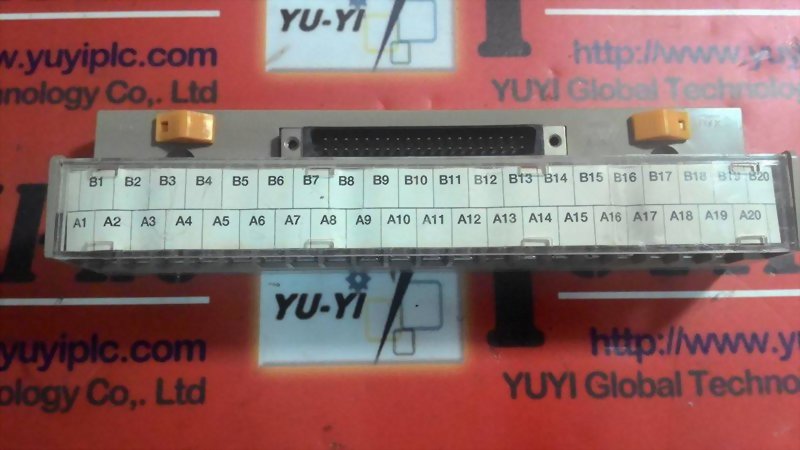 YU-YI
w.yuyiplc.com
http://www.yuy
nology Co,. Ltd
YUYI Global Technolo
B1 B2 B3 B4 B5 B6 B7 B8 B9 B10 B11 B12 B13 B14 B15 B16 B17 B18 B19 B20
A1 A2 A3 A4 A5 A6 A7 A8 A9 A10 A11 A12 A13 A14 A15 A16 A17 A18 A19 A20
YU-YI
yuyiplc.com
http://www.yu
nology Co,. Ltd
YUYI Global Techno